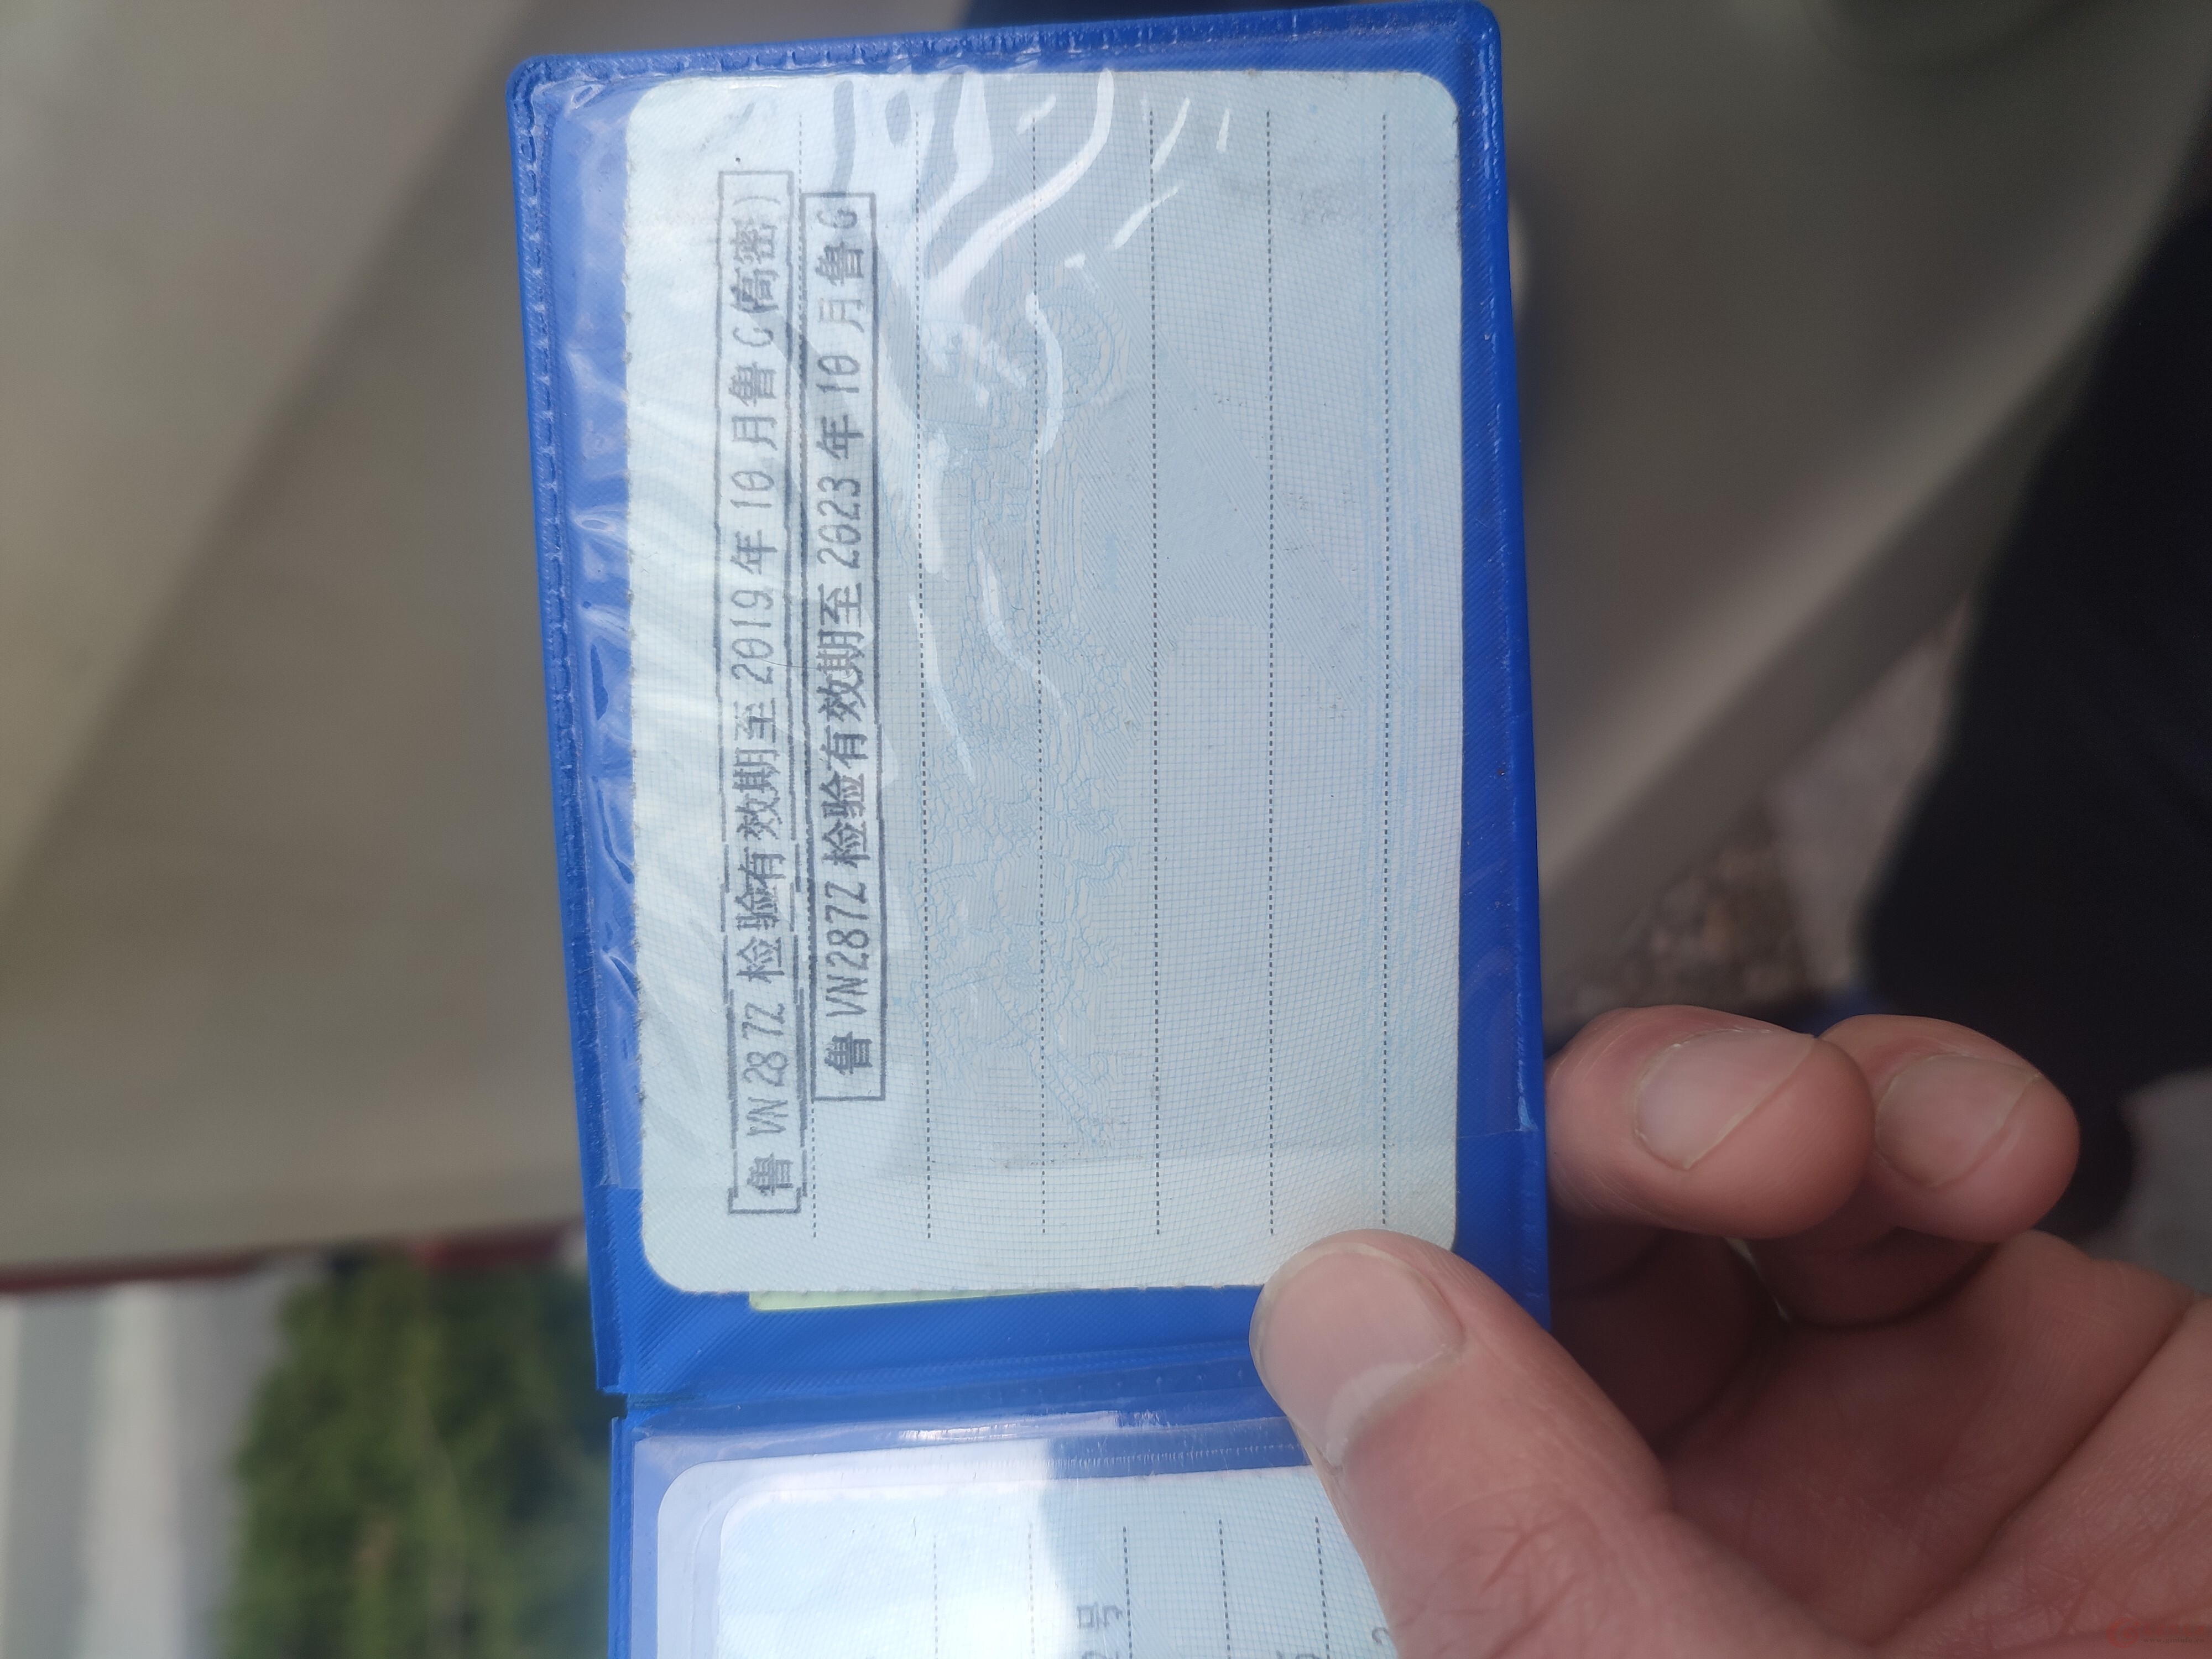 鲁VN287Z 检验有效期至2019年10月鲁G(高密)
鲁VN287Z 检验有效期至2023年10月鲁G
号